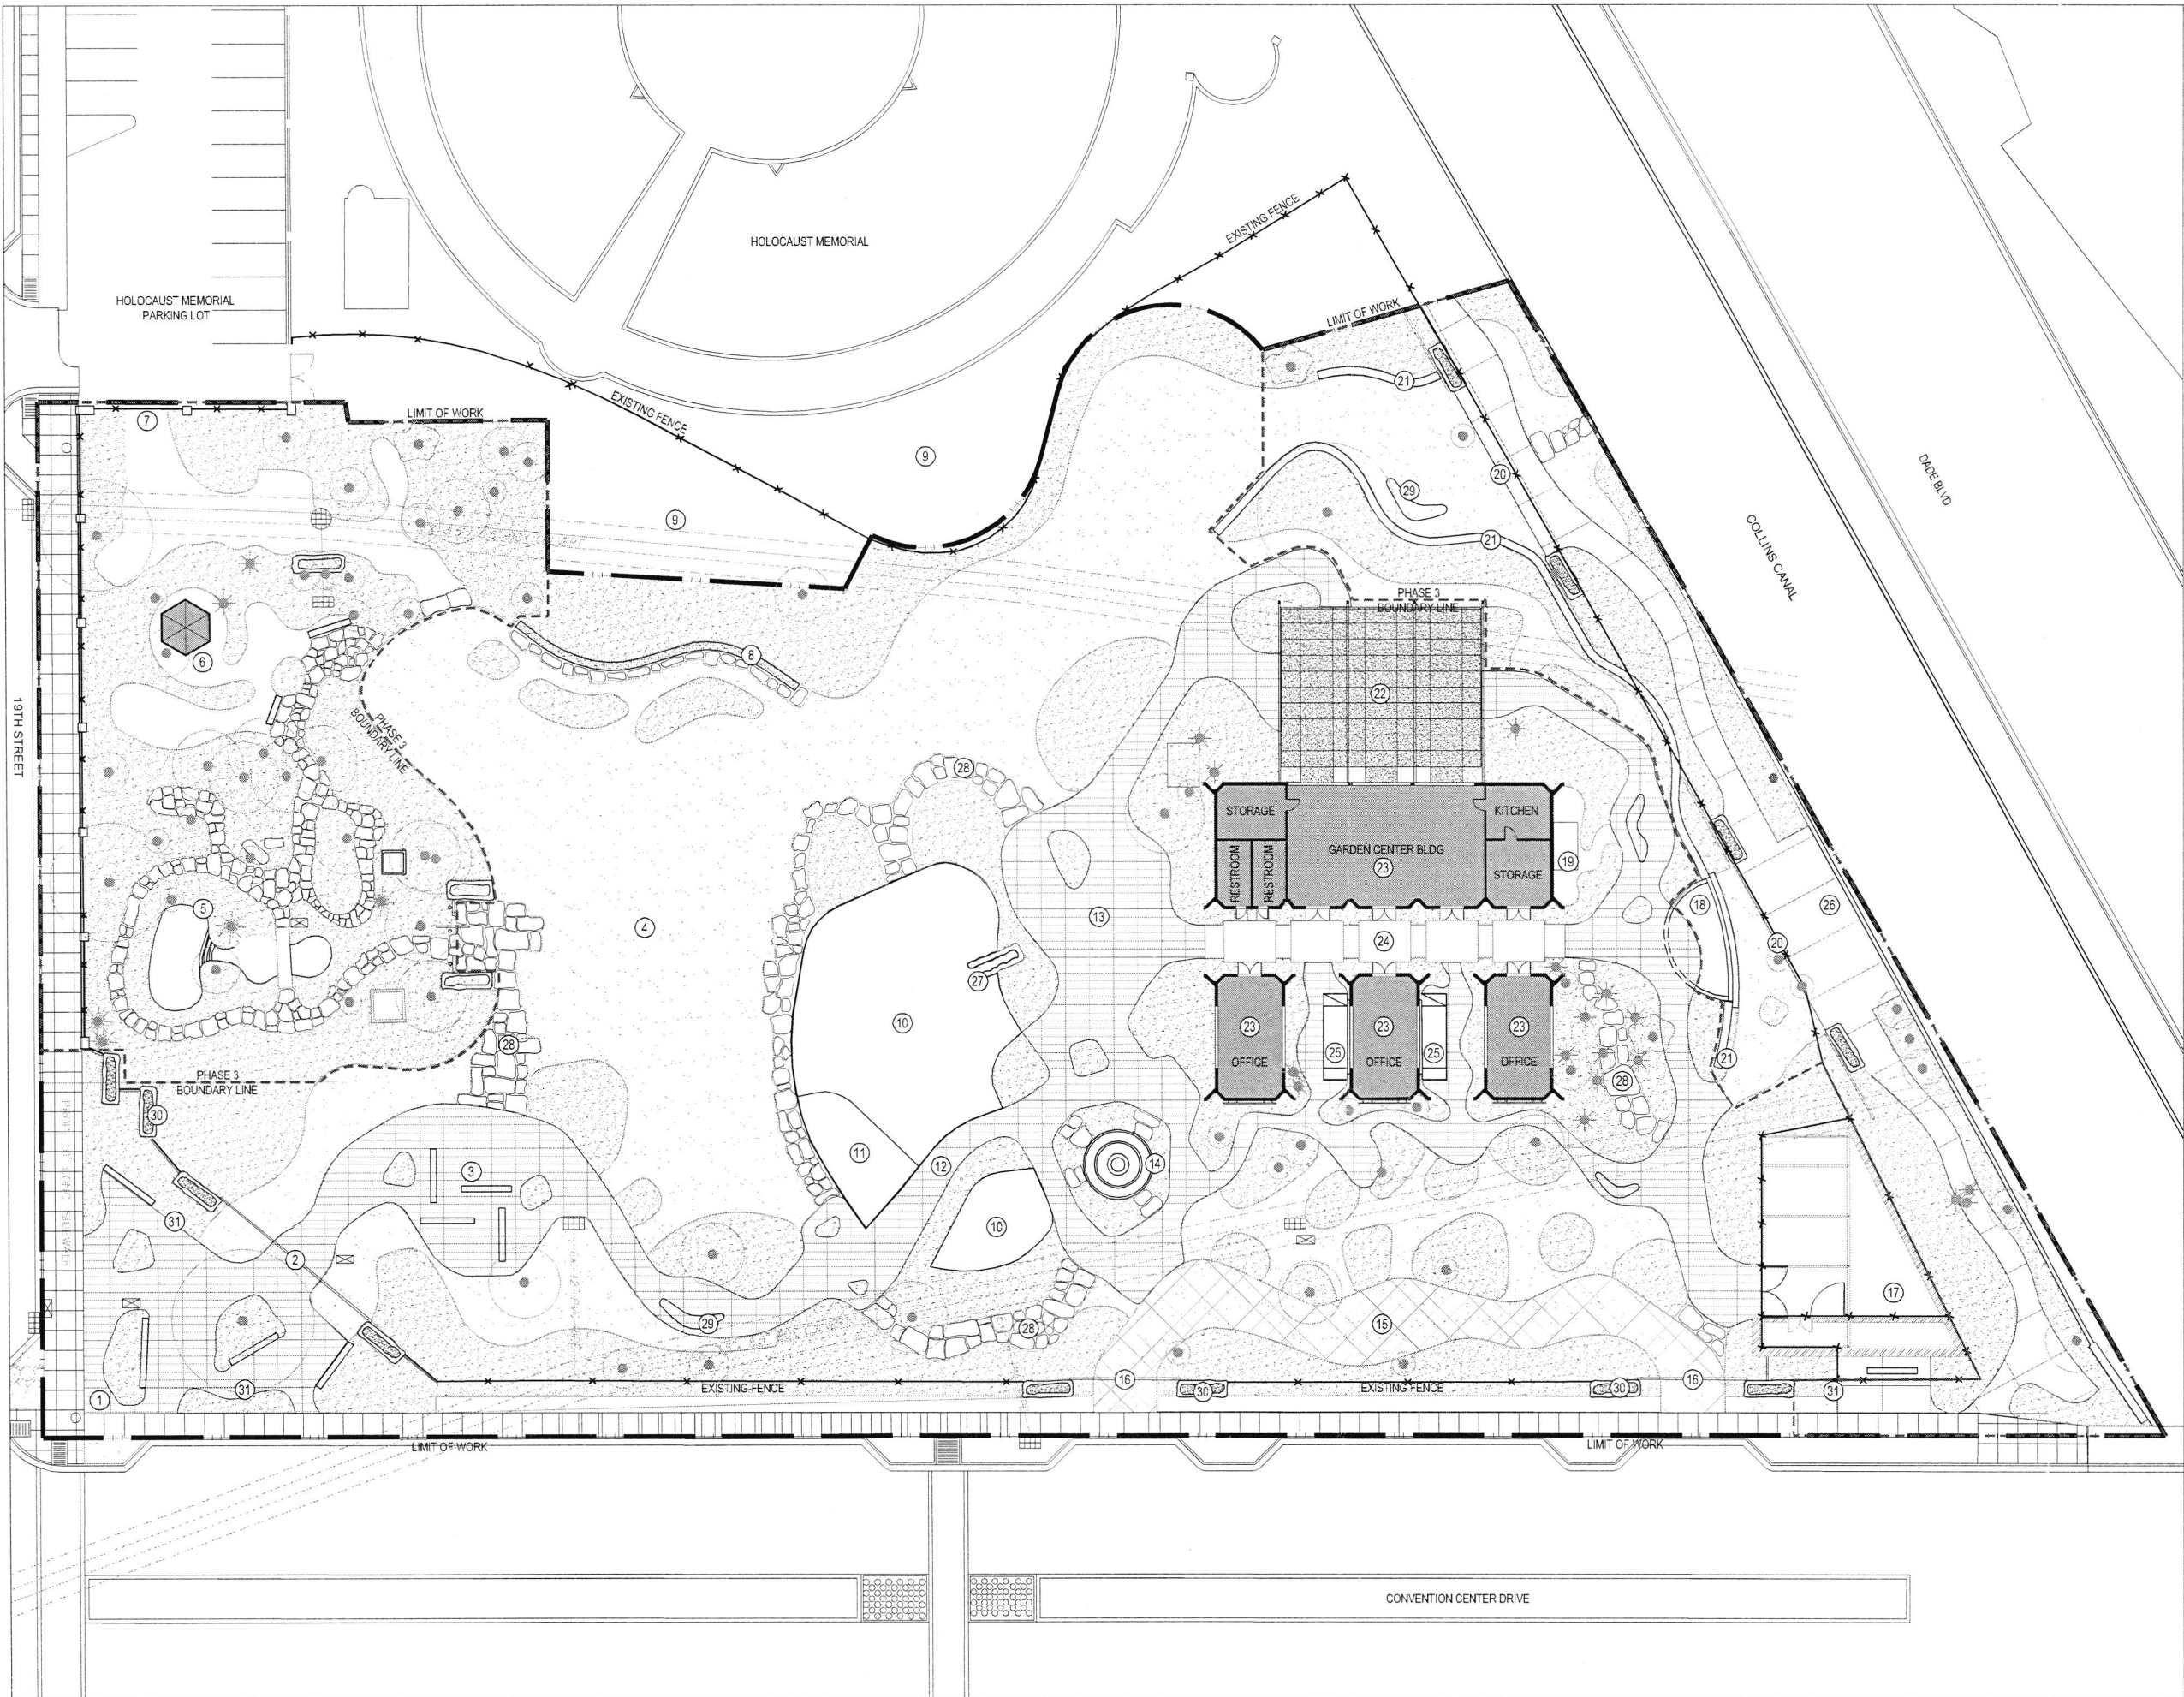 HOLOCAUST MEMORIAL
EXISTING FENCE
HOLOCAUST MEMORIAL
PARKING LOT
LIMIT OF WORK
21
7
LIMIT OF WORK
EXISTING FENCE
9
20
DADE BLVD
29
9
21
COLLINS CANAL
PHASE 3
BOUNDARY LINE
6
8
22
19TH STREET
PHASE 3
BOUNDARY LINE
28
STORAGE
KITCHEN
GARDEN CENTER BLDG
23
19
RESTROOM
RESTROOM
STORAGE
5
4
13
18
26
24
20
27
10
23
OFFICE
25
23
OFFICE
25
23
OFFICE
28
21
28
PHASE 3
BOUNDARY LINE
30
11
12
14
3
31
10
2
17
29
28
15
EXISTING FENCE
16
30
EXISTING FENCE
30
16
31
31
1
LIMIT OF WORK
LIMIT OF WORK
CONVENTION CENTER DRIVE